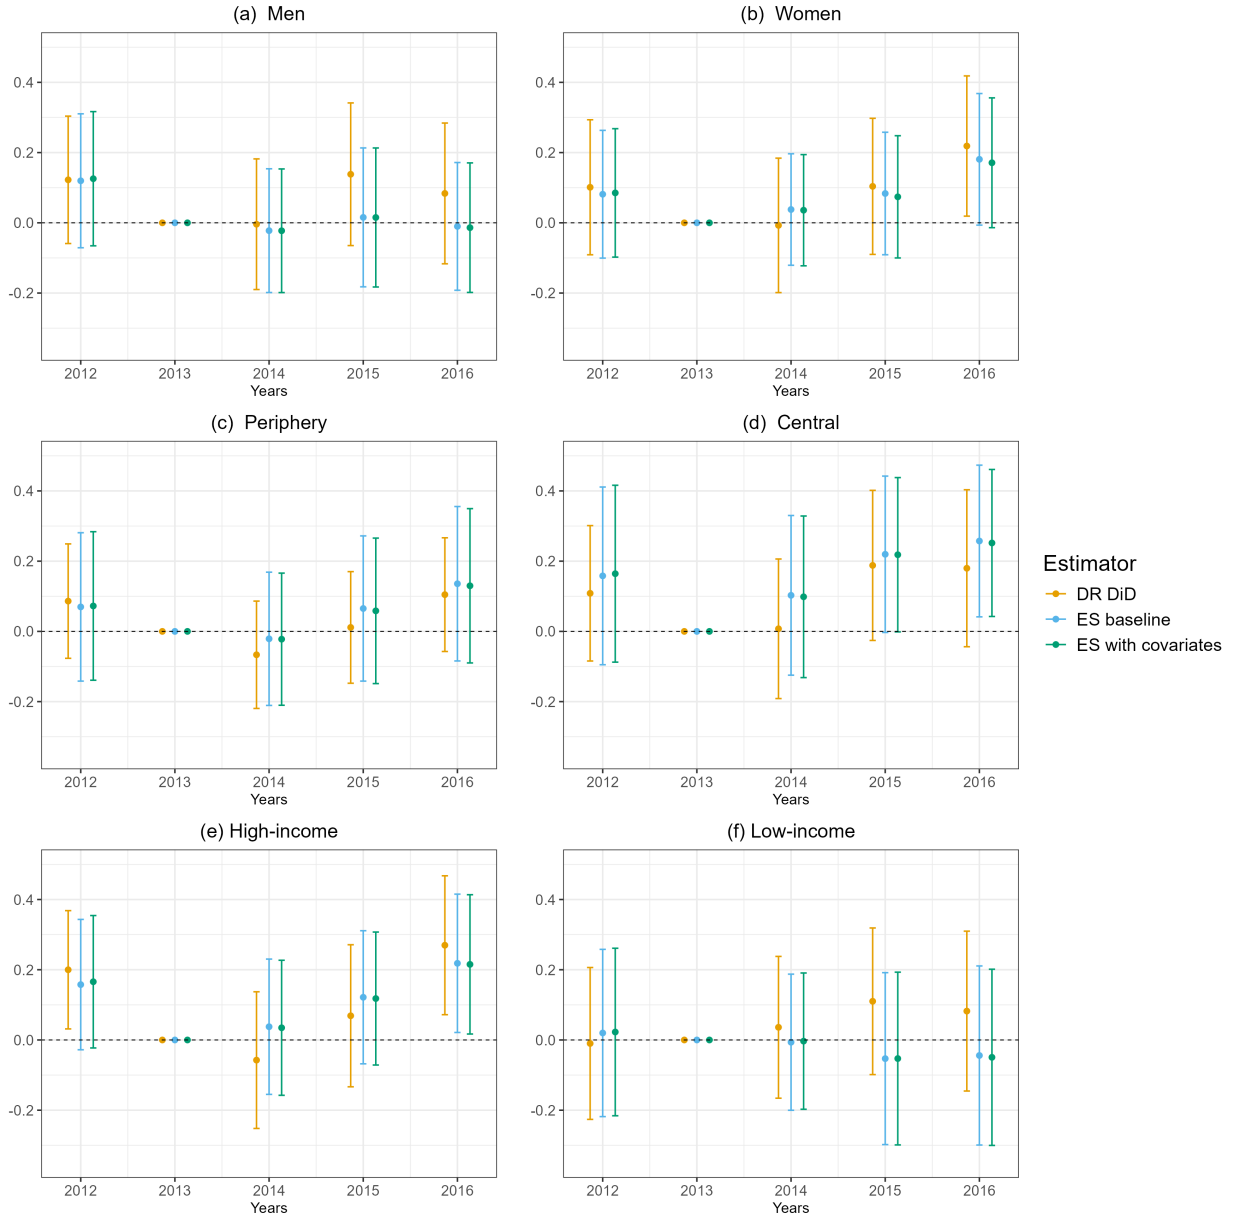 (a)  Men
0.4
0.2
0.0
-0.2
2012 2013 2014 2015 2016
Years
(b)  Women
0.4
0.2
0.0
-0.2
2012 2013 2014 2015 2016
Years
(c)  Periphery
0.4
0.2
0.0
-0.2
2012 2013 2014 2015 2016
Years
(d)  Central
0.4
0.2
0.0
-0.2
2012 2013 2014 2015 2016
Years
Estimator
DR DiD
ES baseline
ES with covariates
(e) High-income
0.4
0.2
0.0
-0.2
2012 2013 2014 2015 2016
Years
(f) Low-income
0.4
0.2
0.0
-0.2
2012 2013 2014 2015 2016
Years